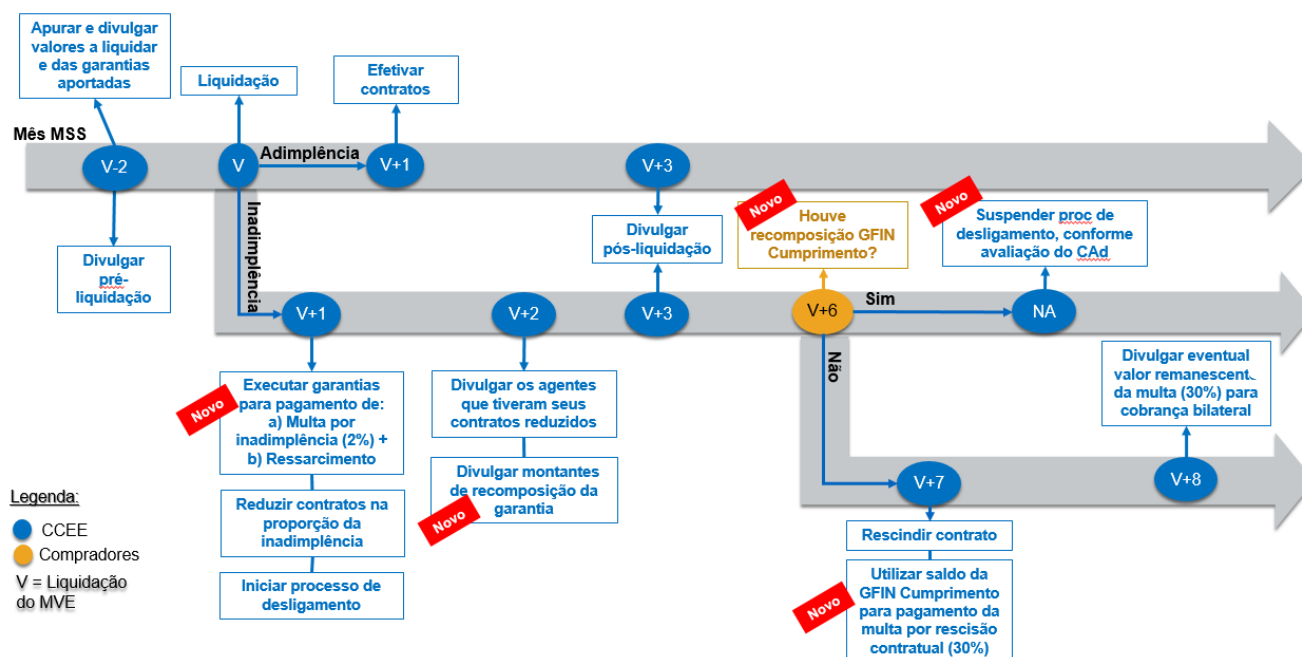 Apurar e divulgar
valores a liquidar
e das garantias
aportadas
Liquidação
Efetivar
contratos
Mês MSS
V-2
V
Adimplência
V+1
V+3
Divulgar
pré-
liquidação
Inadimplência
Divulgar
pós-liquidação
Novo
Houve
recomposição GFIN
Cumprimento?
Novo
Suspender proc de
desligamento, conforme
avaliação do CAd
V+1
V+2
V+3
V+6
Sim
NA
Não
Novo
Executar garantias
para pagamento de:
a) Multa por
inadimplência (2%) +
b) Ressarcimento
Reduzir contratos na
proporção da
inadimplência
Iniciar processo de
desligamento
Divulgar os agentes
que tiveram seus
contratos reduzidos
Divulgar montantes
de recomposição da
garantia
Novo
Divulgar eventual
valor remanescente
da multa (30%) para
cobrança bilateral
V+7
V+8
Rescindir contrato
Novo
Utilizar saldo da
GFIN Cumprimento
para pagamento da
multa por rescisão
contratual (30%)
Legenda:
CCEE
Compradores
V = Liquidação
do MVE